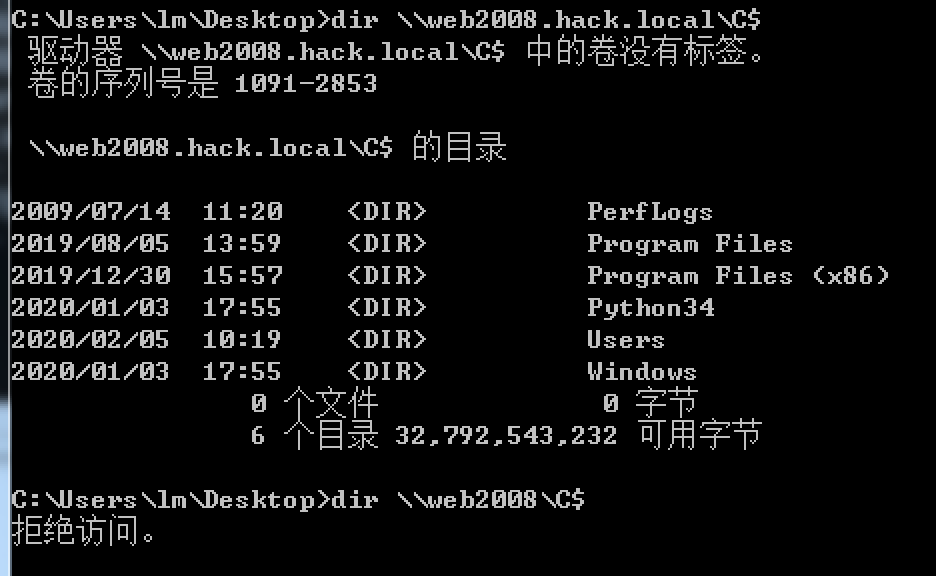 C:\Users\lm\Desktop>dir \\web2008.hack.local\C$
驱动器 \\web2008.hack.local\C$ 中的卷没有标签。
卷的序列号是 1091-2853
\\web2008.hack.local\C$ 的目录
2009/07/14 11:20 <DIR> PerfLogs
2019/08/05 13:59 <DIR> Program Files
2019/12/30 15:57 <DIR> Program Files (x86)
2020/01/03 17:55 <DIR> Python34
2020/02/05 10:19 <DIR> Users
2020/01/03 17:55 <DIR> Windows
0 个文件 0 字节
6 个目录 32,792,543,232 可用字节
C:\Users\lm\Desktop>dir \\web2008\C$
拒绝访问。